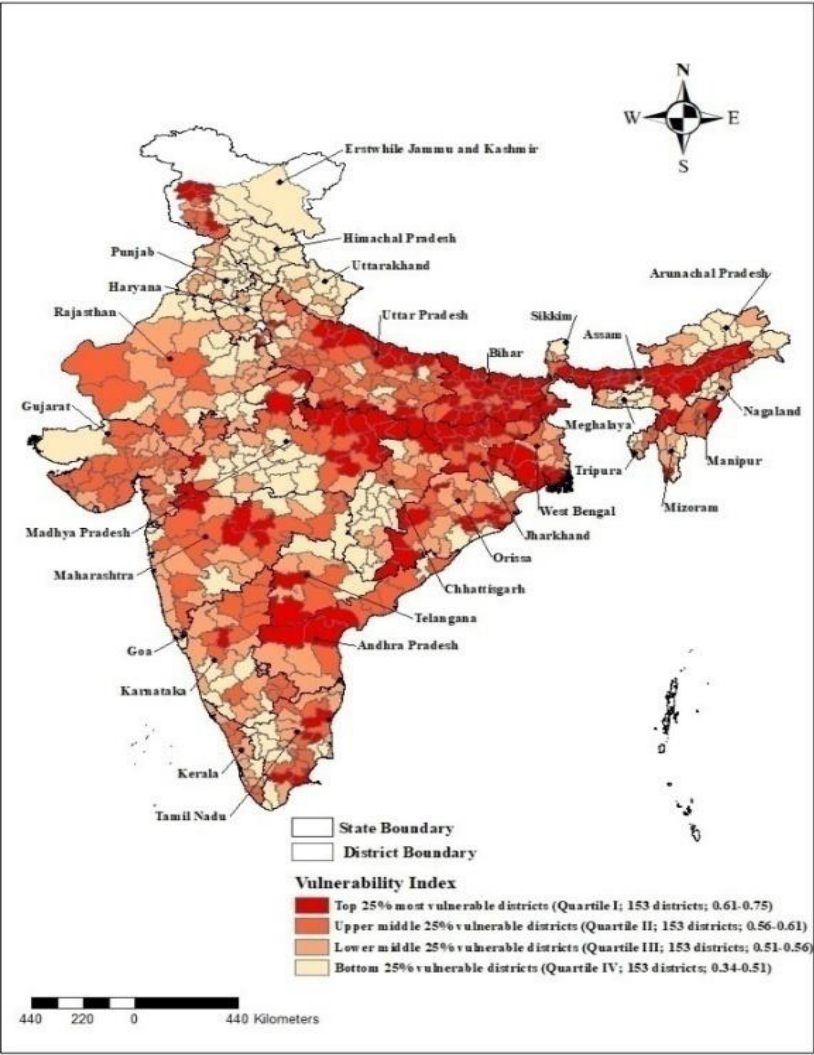 N
W E
S
Erstwhile Jammu and Kashmir
Himachal Pradesh
Punjab
Uttarakhand
Arunachal Pradesh
Haryana
Rajasthan
Uttar Pradesh
Sikkim
Assam
Bihar
Gujarat
Nagaland
Meghalaya
Manipur
Tripura
Mizoram
West Bengal
Madhya Pradesh
Jharkhand
Orissa
Maharashtra
Chhattisgarh
Telangana
Goa
Andhra Pradesh
Karnataka
Kerala
Tamil Nadu
State Boundary
District Boundary
Vulnerability Index
Top 25% most vulnerable districts (Quartile I; 153 districts; 0.61-0.75)
Upper middle 25% vulnerable districts (Quartile II; 153 districts; 0.56-0.61)
Lower middle 25% vulnerable districts (Quartile III; 153 districts; 0.51-0.56)
Bottom 25% vulnerable districts (Quartile IV; 153 districts; 0.34-0.51)
440 220 0 440 Kilometers